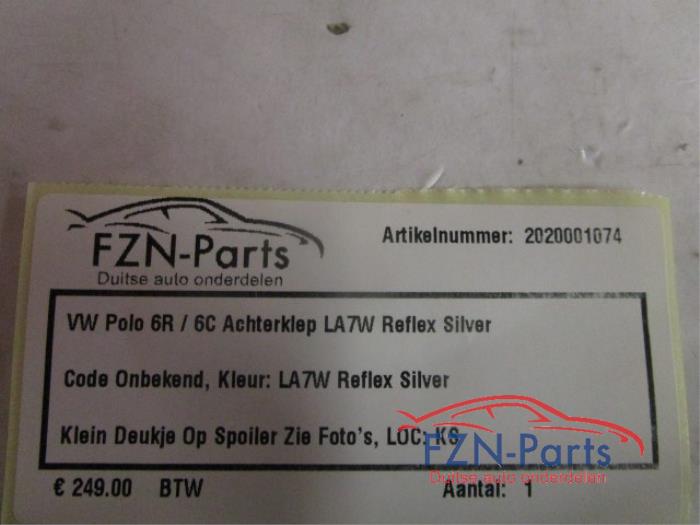 FZN-Parts
Duitse auto onderdelen
Artikelnummer: 2020001074
VW Polo 6R / 6C Achterklep LA7W Reflex Silver
Code Onbekend, Kleur: LA7W Reflex Silver
Klein Deukje Op Spoiler Zie Foto's, LOC: KS
€ 249.00 BTW
Aantal: 1
FZN-Parts
Duitse auto onderdelen